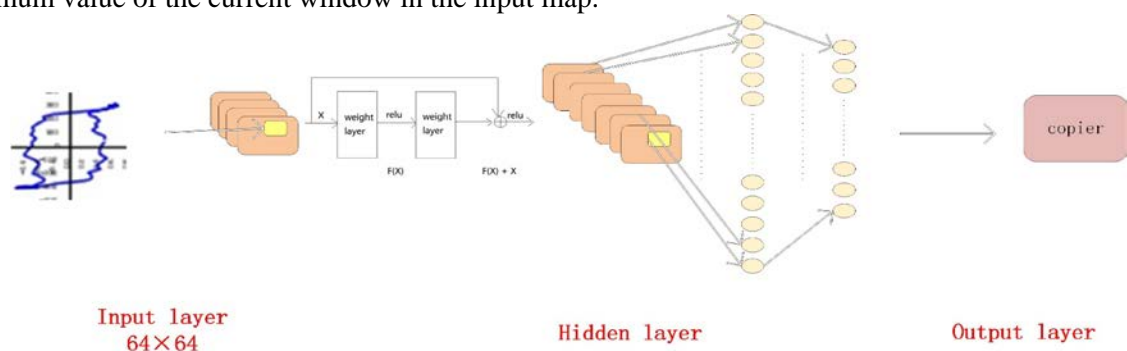 mum value of the current window in the input map.
X
weight
layer
relu
weight
layer
relu
F(X)
F(X) + X
copier
Input layer
64×64
Hidden layer
Output layer